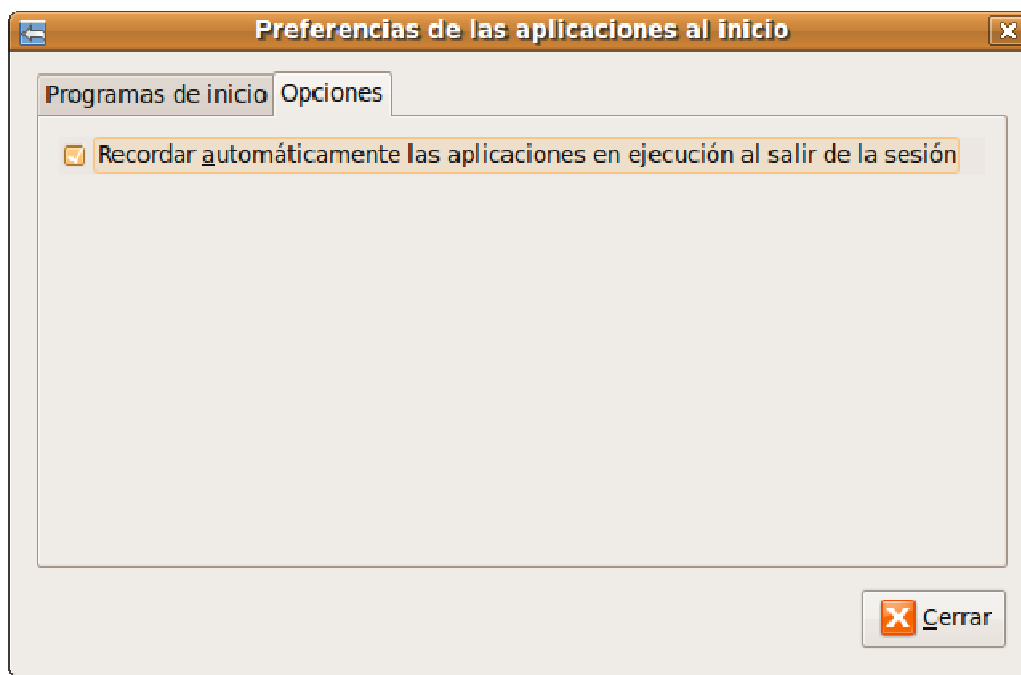 Preferencias de las aplicaciones al inicio
Programas de inicio Opciones
Recordar automáticamente las aplicaciones en ejecución al salir de la sesión
Cerrar